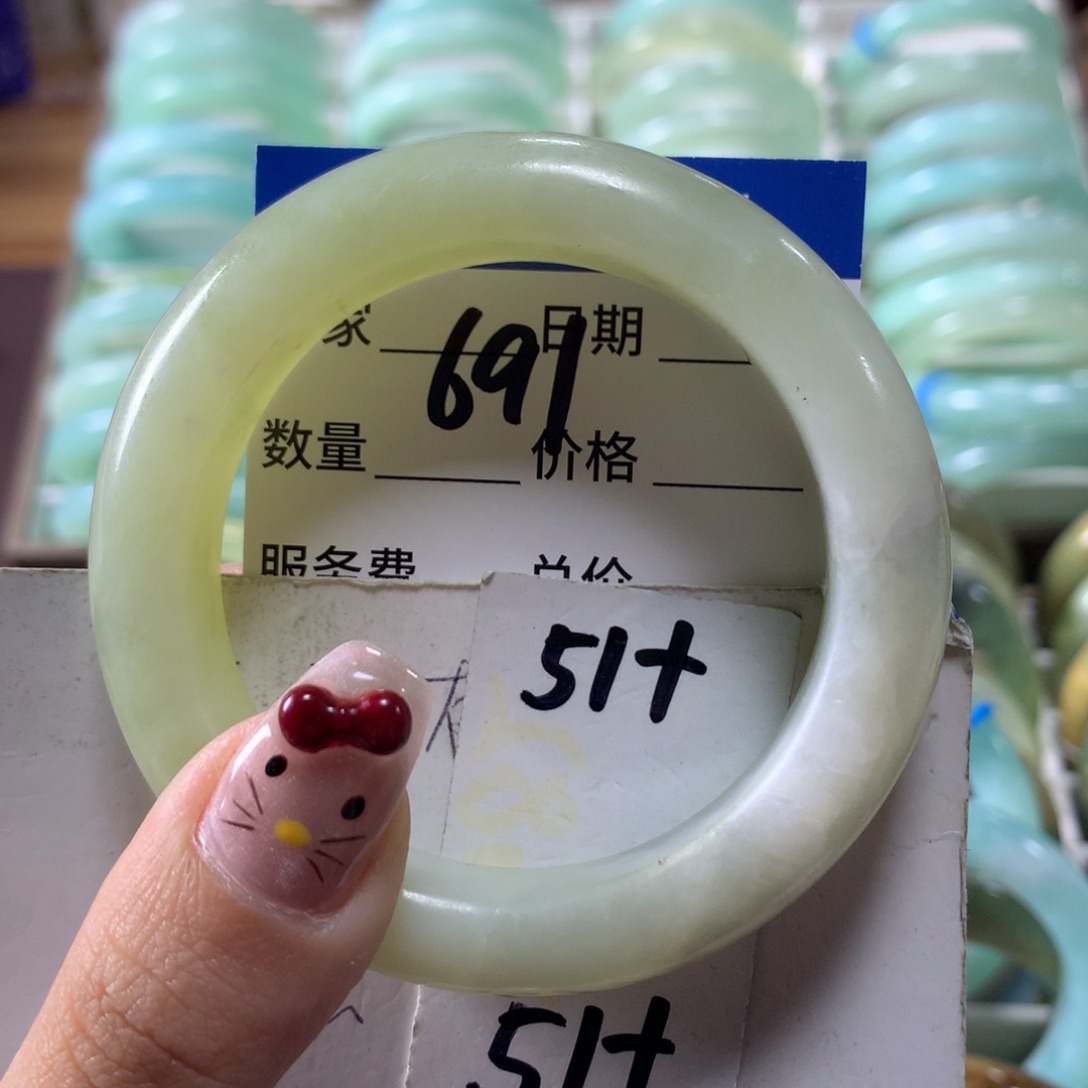 家 日期
691
数量 价格
服务费 总价
51+
51+